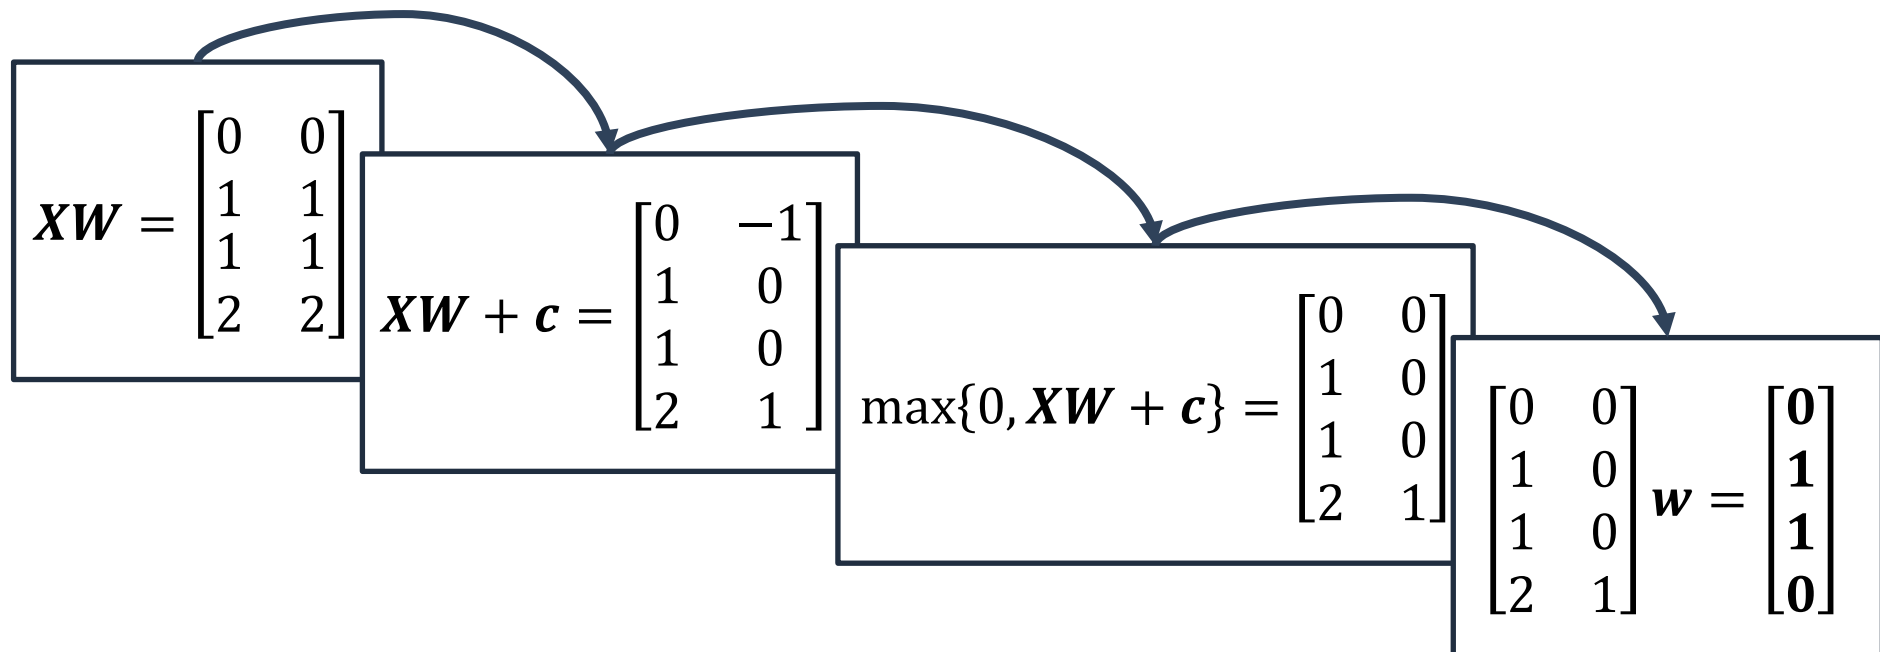 XW = [0 0; 1 1; 1 1; 2 2]
XW + c = [0 −1; 1 0; 1 0; 2 1]
max{0, XW + c} = [0 0; 1 0; 1 0; 2 1]
[0 0; 1 0; 1 0; 2 1] w = [0; 1; 1; 0]